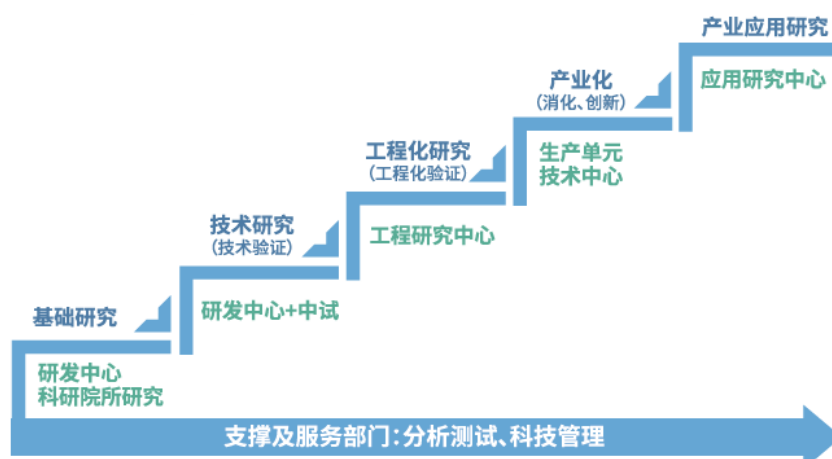 产业应用研究
应用研究中心
产业化
（消化、创新）
生产单元
技术中心
工程化研究
（工程化验证）
工程研究中心
技术研究
（技术验证）
研发中心+中试
基础研究
研发中心
科研院所研究
支撑及服务部门：分析测试、科技管理